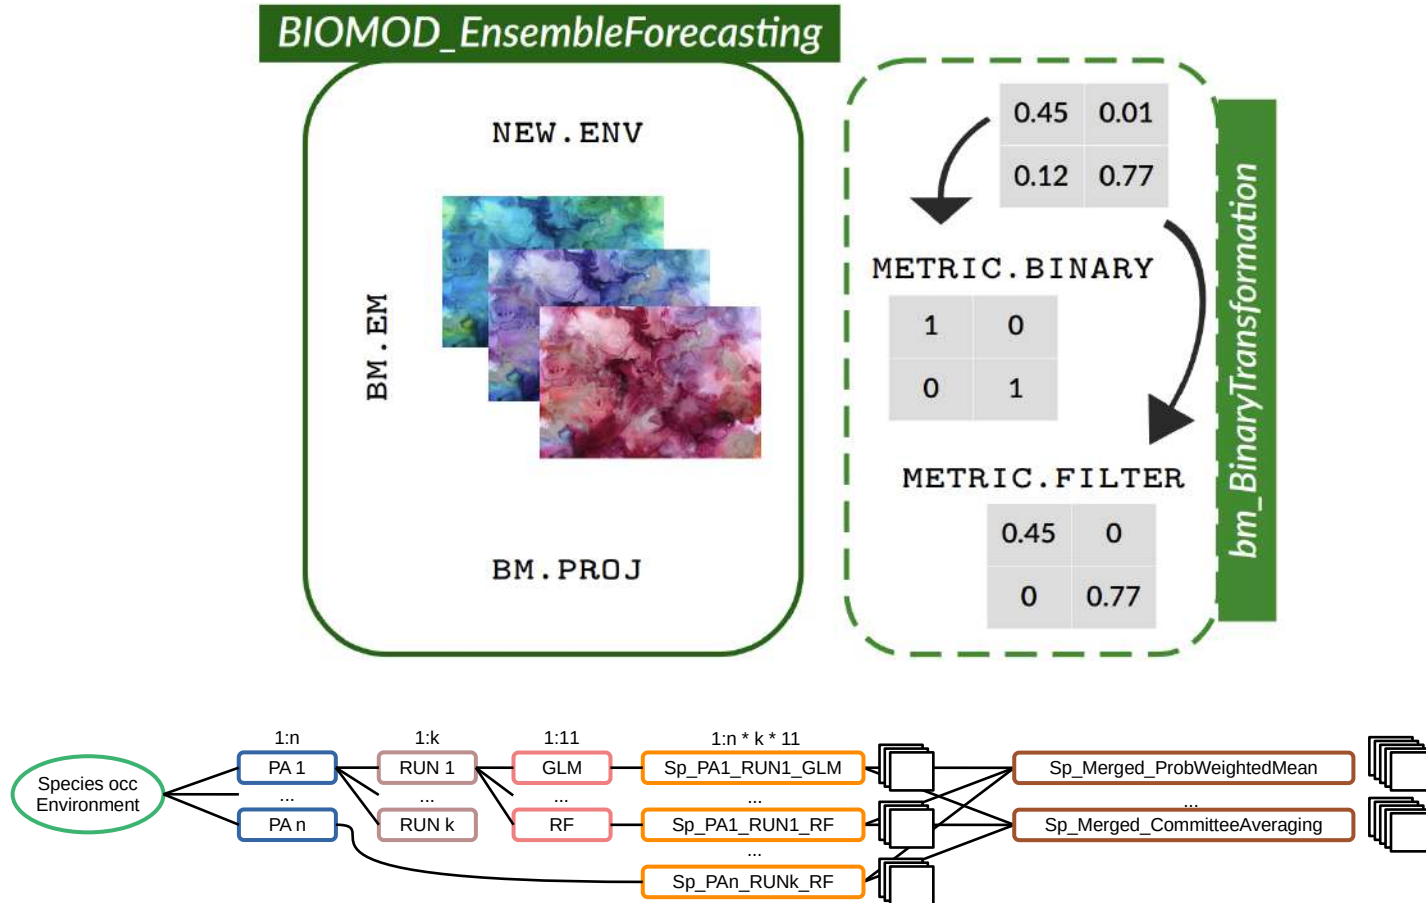 BIOMOD_EnsembleForecasting
NEW.ENV
BM.EM
BM.PROJ
0.45 0.01
0.12 0.77
METRIC.BINARY
1 0
0 1
METRIC.FILTER
0.45 0
0 0.77
bm_BinaryTransformation
1:n 1:k 1:11 1:n * k * 11
Species occ
Environment
PA 1 RUN 1 GLM Sp_PA1_RUN1_GLM Sp_Merged_ProbWeightedMean
... ... ... ... ...
PA n RUN k RF Sp_PA1_RUN1_RF Sp_Merged_CommitteeAveraging
...
Sp_PAn_RUNk_RF